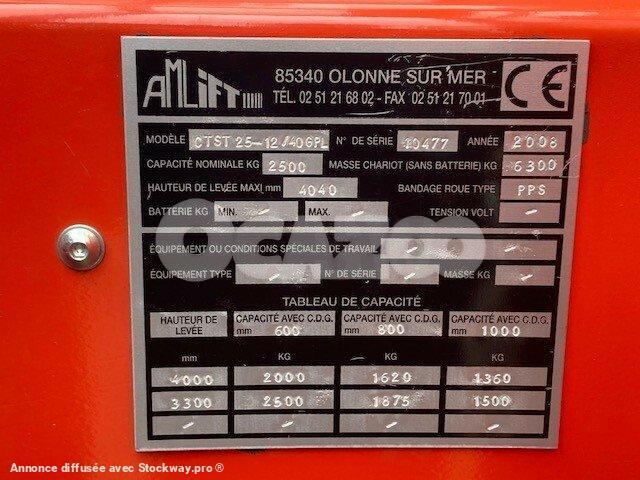 AMLIFT
85340 OLONNE SUR MER
TÉL. 02 51 21 68 02 - FAX 02 51 21 70 01
CE
MODÈLE CTST 25-12/40GPL N° DE SÉRIE 10477 ANNÉE 2008
CAPACITÉ NOMINALE KG 2500 MASSE CHARIOT (SANS BATTERIE) KG 6300
HAUTEUR DE LEVÉE MAXI mm 4040 BANDAGE ROUE TYPE PPS
BATTERIE KG MIN. - MAX. - TENSION VOLT -
OCAZOO
ÉQUIPEMENT OU CONDITIONS SPÉCIALES DE TRAVAIL - -
ÉQUIPEMENT TYPE - N° DE SÉRIE - MASSE KG -
TABLEAU DE CAPACITÉ
HAUTEUR DE LEVÉE CAPACITÉ AVEC C.D.G. mm 600 CAPACITÉ AVEC C.D.G. mm 800 CAPACITÉ AVEC C.D.G. mm 1000
mm KG KG KG
4000 2000 1620 1360
3300 2500 1875 1500
- - - -
Annonce diffusée avec Stockway.pro ®